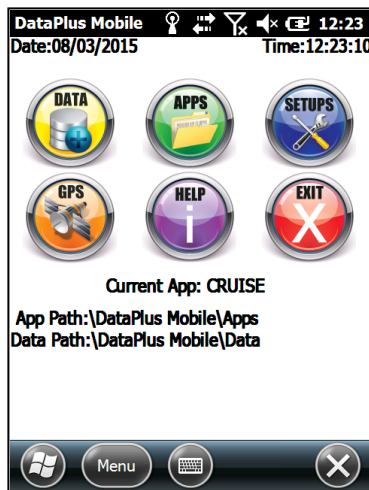 DataPlus Mobile 12:23
Date:08/03/2015 Time:12:23:10
DATA APPS SETUPS
GPS HELP EXIT
Current App: CRUISE
App Path:\DataPlus Mobile\Apps
Data Path:\DataPlus Mobile\Data
Menu